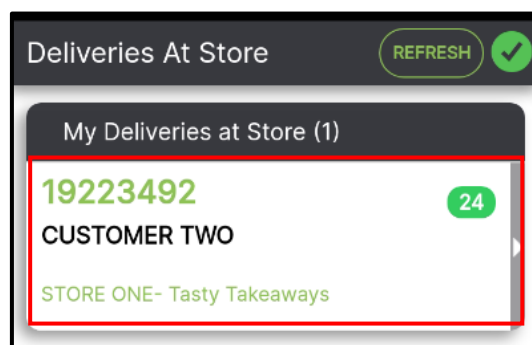 Deliveries At Store
REFRESH
My Deliveries at Store (1)
19223492
24
CUSTOMER TWO
STORE ONE- Tasty Takeaways